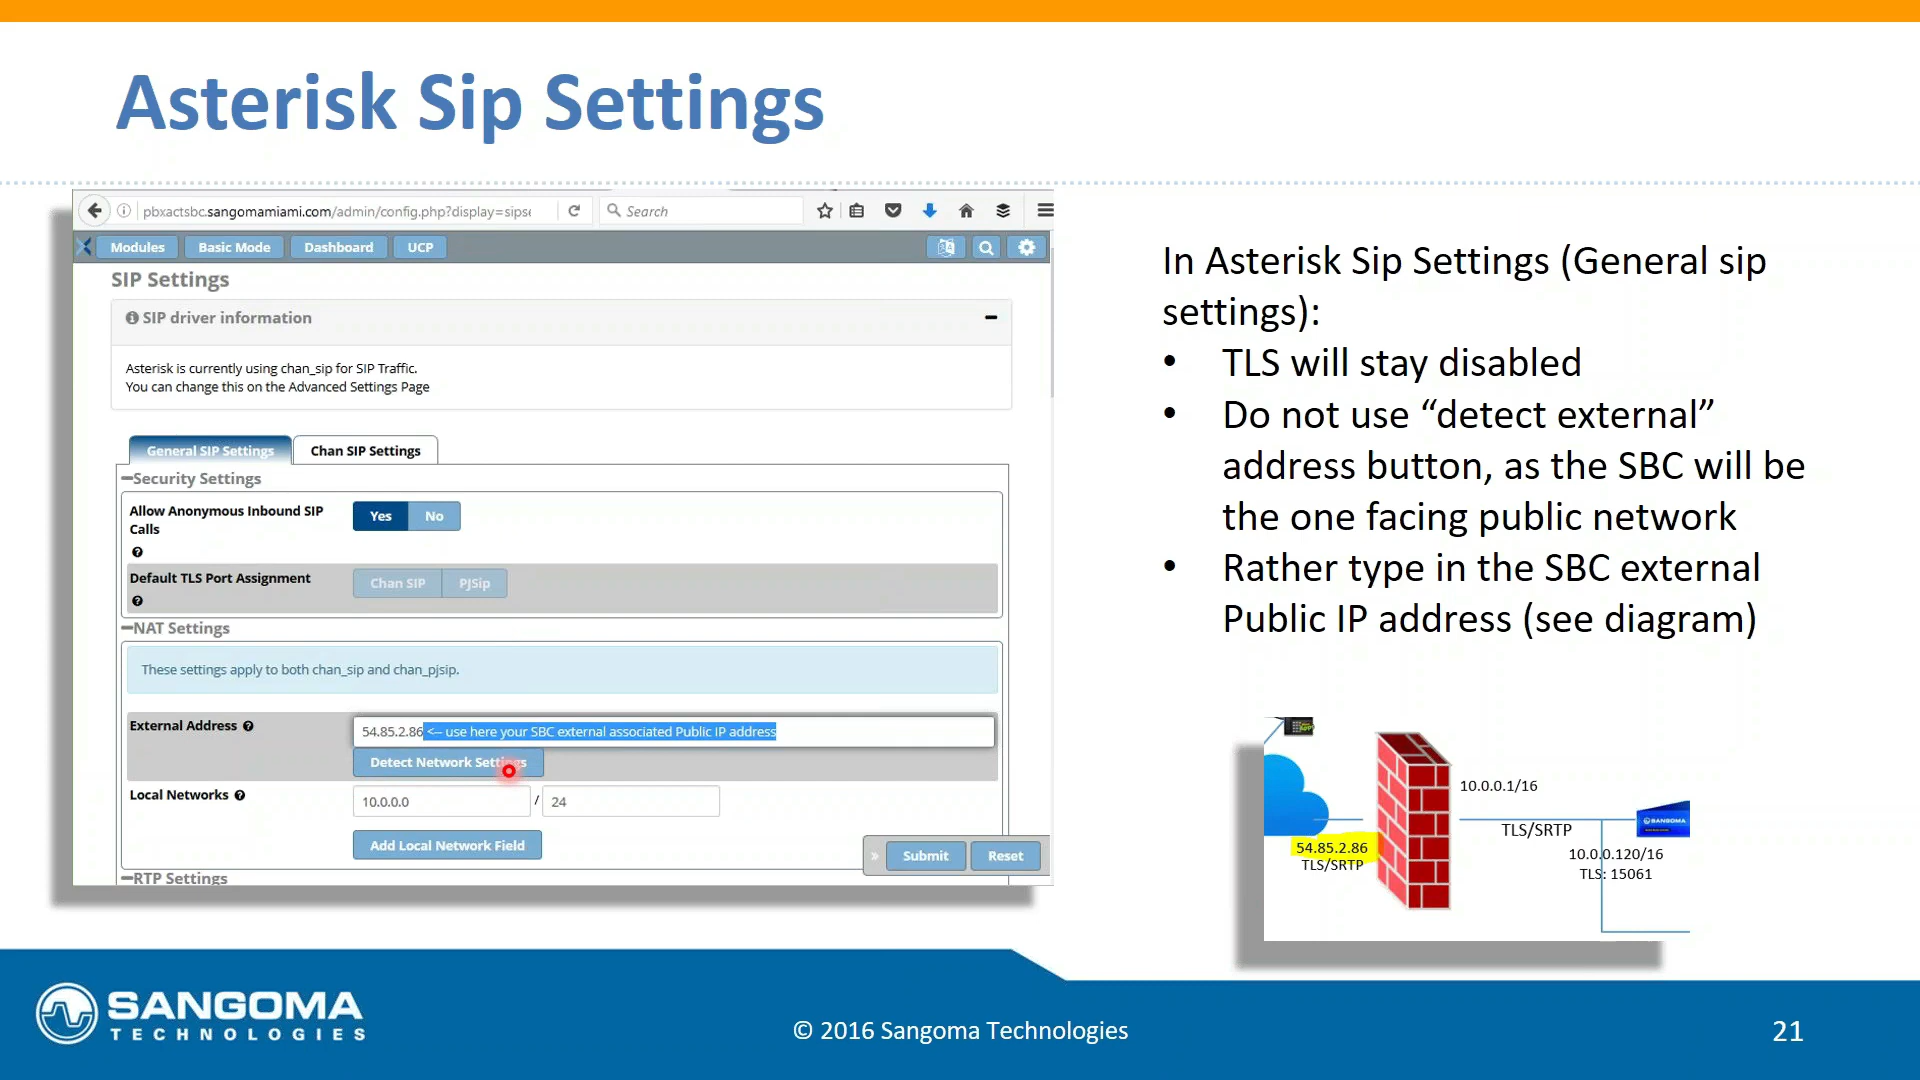 Asterisk Sip Settings
pbxactsbc.sangomamiami.com/admin/config.php?display=sipse
Search
Modules
Basic Mode
Dashboard
UCP
SIP Settings
SIP driver information
Asterisk is currently using chan_sip for SIP Traffic.
You can change this on the Advanced Settings Page
General SIP Settings
Chan SIP Settings
Security Settings
Allow Anonymous Inbound SIP
Calls
Yes
No
Default TLS Port Assignment
Chan SIP
PJSip
NAT Settings
These settings apply to both chan_sip and chan_pjsip.
External Address
54.85.2.86 <-- use here your SBC external associated Public IP address
Detect Network Settings
Local Networks
10.0.0.0
/
24
Add Local Network Field
» Submit
Reset
RTP Settings
In Asterisk Sip Settings (General sip
settings):
• TLS will stay disabled
• Do not use “detect external”
address button, as the SBC will be
the one facing public network
• Rather type in the SBC external
Public IP address (see diagram)
10.0.0.1/16
SANGOMA
TLS/SRTP
54.85.2.86
TLS/SRTP
10.0.0.120/16
TLS: 15061
SANGOMA
TECHNOLOGIES
© 2016 Sangoma Technologies
21